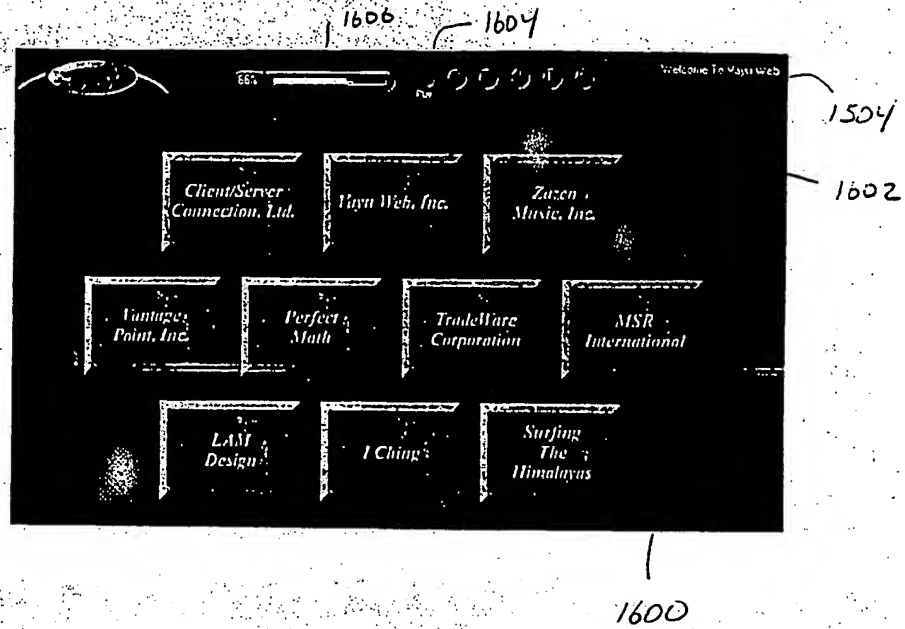 1606
1604
66%
Welcome To Vayu Web
1504
1602
Client/Server
Connection, Ltd.
Vayu Web, Inc.
Zazen
Music, Inc.
Vantage
Point, Inc.
Perfect
Math
TradeWare
Corporation
MSR
International
LAM
Design
I Ching
Surfing
The
Himalayas
1600